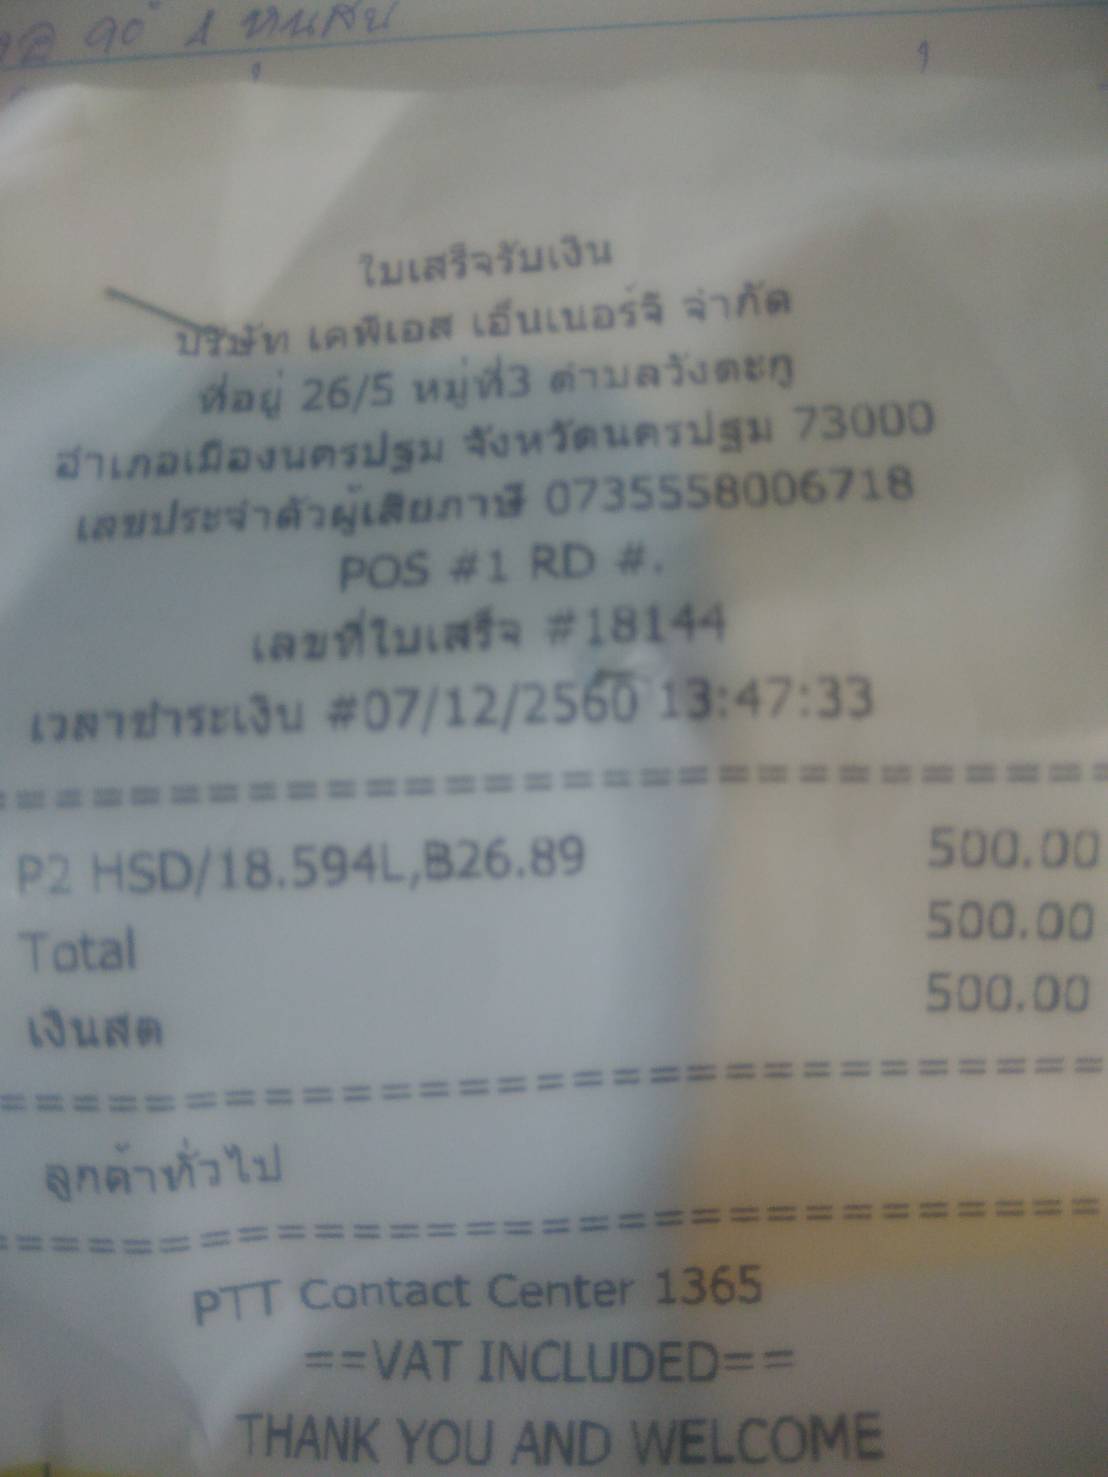 ใบเสร็จรับเงิน
บริษัท เคพีเอส เอ็นเนอร์จิ จำกัด
ที่อยู่ 26/5 หมู่ที่3 ตำบลวังตะกู
อำเภอเมืองนครปฐม จังหวัดนครปฐม 73000
เลขประจำตัวผู้เสียภาษี 0735558006718
POS #1 RD #.
เลขที่ใบเสร็จ #18144
เวลาชำระเงิน #07/12/2560 13:47:33
==============================
P2 HSD/18.594L,B26.89 500.00
Total 500.00
เงินสด 500.00
==============================
ลูกค้าทั่วไป
==============================
PTT Contact Center 1365
==VAT INCLUDED==
THANK YOU AND WELCOME